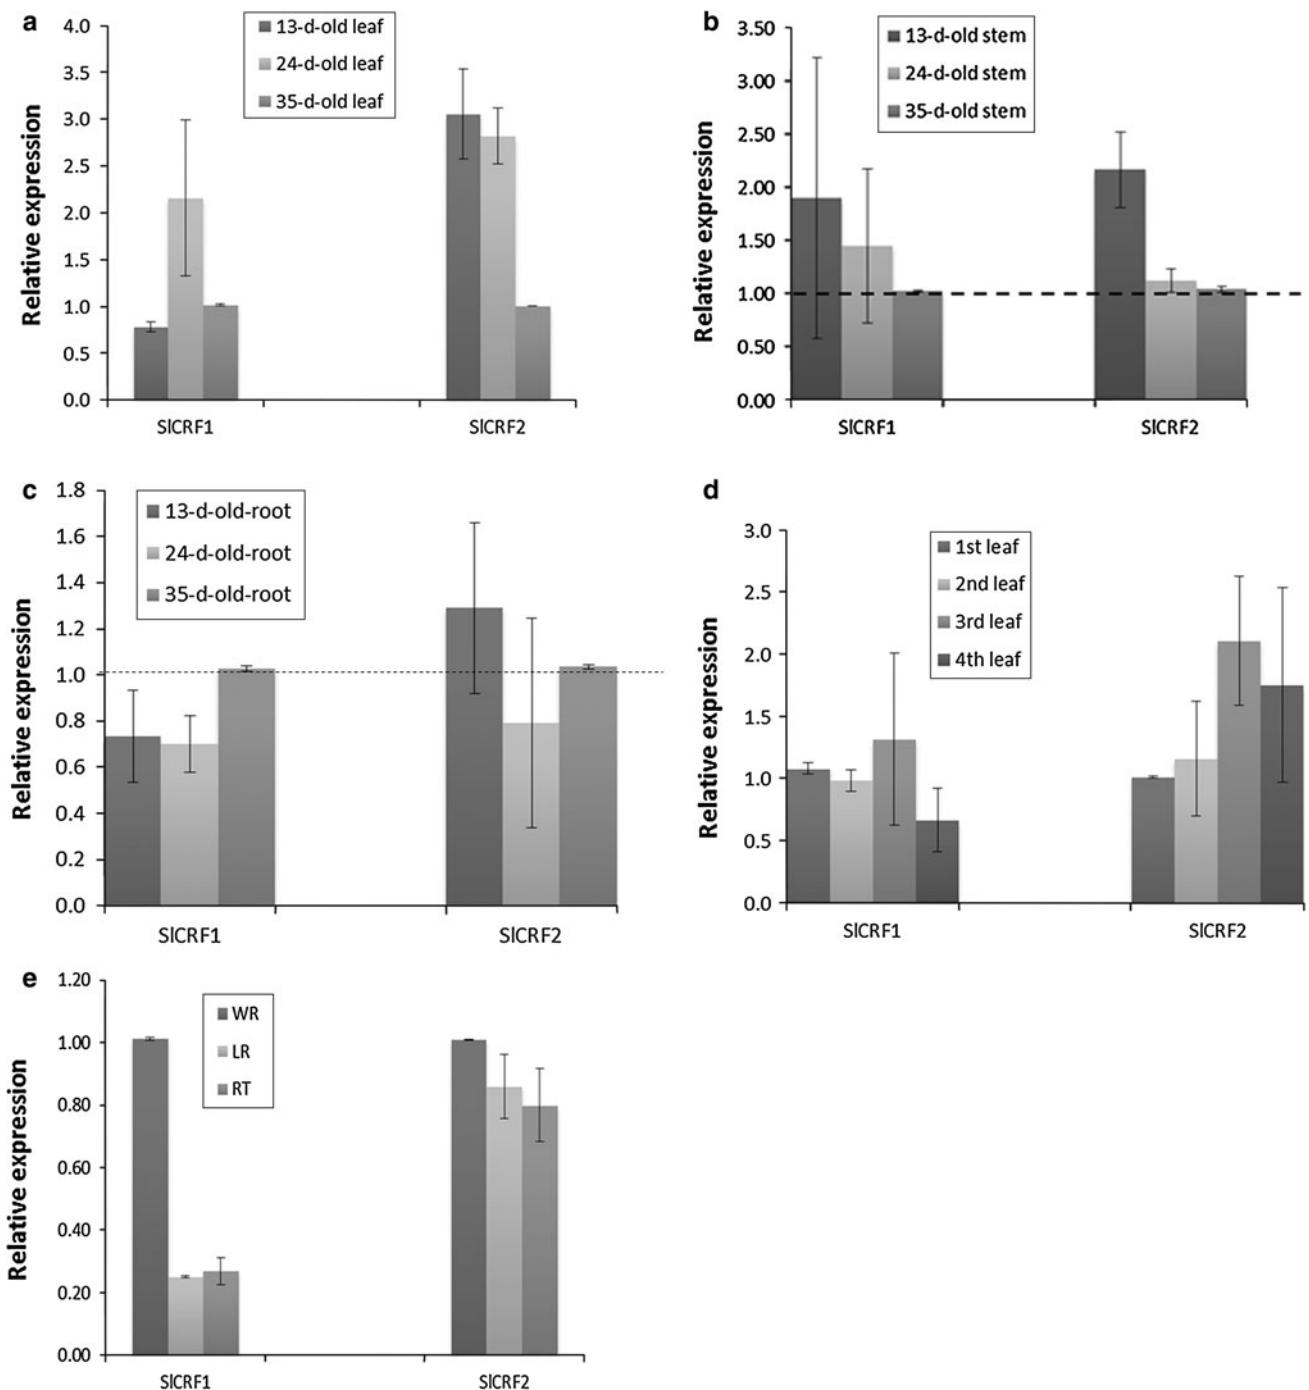 a
Relative expression
4.0
3.5
3.0
2.5
2.0
1.5
1.0
0.5
0.0
13-d-old leaf
24-d-old leaf
35-d-old leaf
SlCRF1
SlCRF2
b
Relative expression
3.50
3.00
2.50
2.00
1.50
1.00
0.50
0.00
13-d-old stem
24-d-old stem
35-d-old stem
SlCRF1
SlCRF2
c
Relative expression
1.8
1.6
1.4
1.2
1.0
0.8
0.6
0.4
0.2
0.0
13-d-old-root
24-d-old-root
35-d-old-root
SlCRF1
SlCRF2
d
Relative expression
3.0
2.5
2.0
1.5
1.0
0.5
0.0
1st leaf
2nd leaf
3rd leaf
4th leaf
SlCRF1
SlCRF2
e
Relative expression
1.20
1.00
0.80
0.60
0.40
0.20
0.00
WR
LR
RT
SlCRF1
SlCRF2